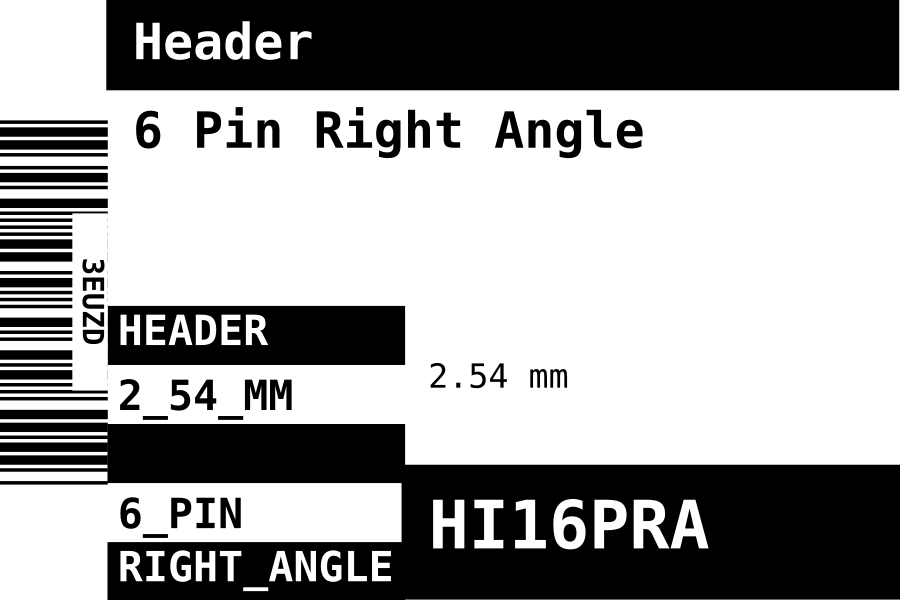 Header
6 Pin Right Angle
3EUZD
HEADER
2_54_MM
2.54 mm
6_PIN
RIGHT_ANGLE
HI16PRA